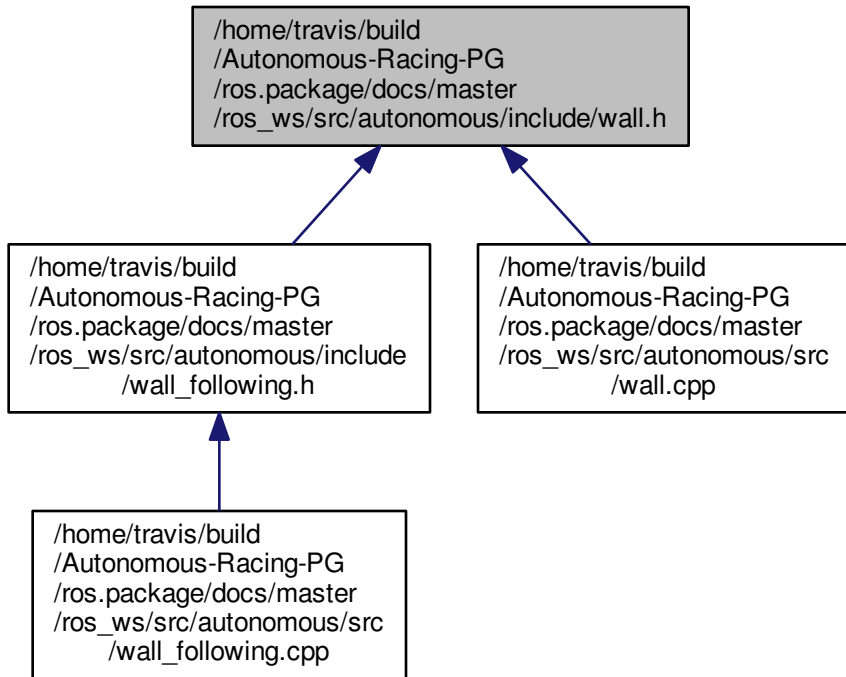 /home/travis/build
/Autonomous-Racing-PG
/ros.package/docs/master
/ros_ws/src/autonomous/include/wall.h
/home/travis/build
/Autonomous-Racing-PG
/ros.package/docs/master
/ros_ws/src/autonomous/include
/wall_following.h
/home/travis/build
/Autonomous-Racing-PG
/ros.package/docs/master
/ros_ws/src/autonomous/src
/wall.cpp
/home/travis/build
/Autonomous-Racing-PG
/ros.package/docs/master
/ros_ws/src/autonomous/src
/wall_following.cpp